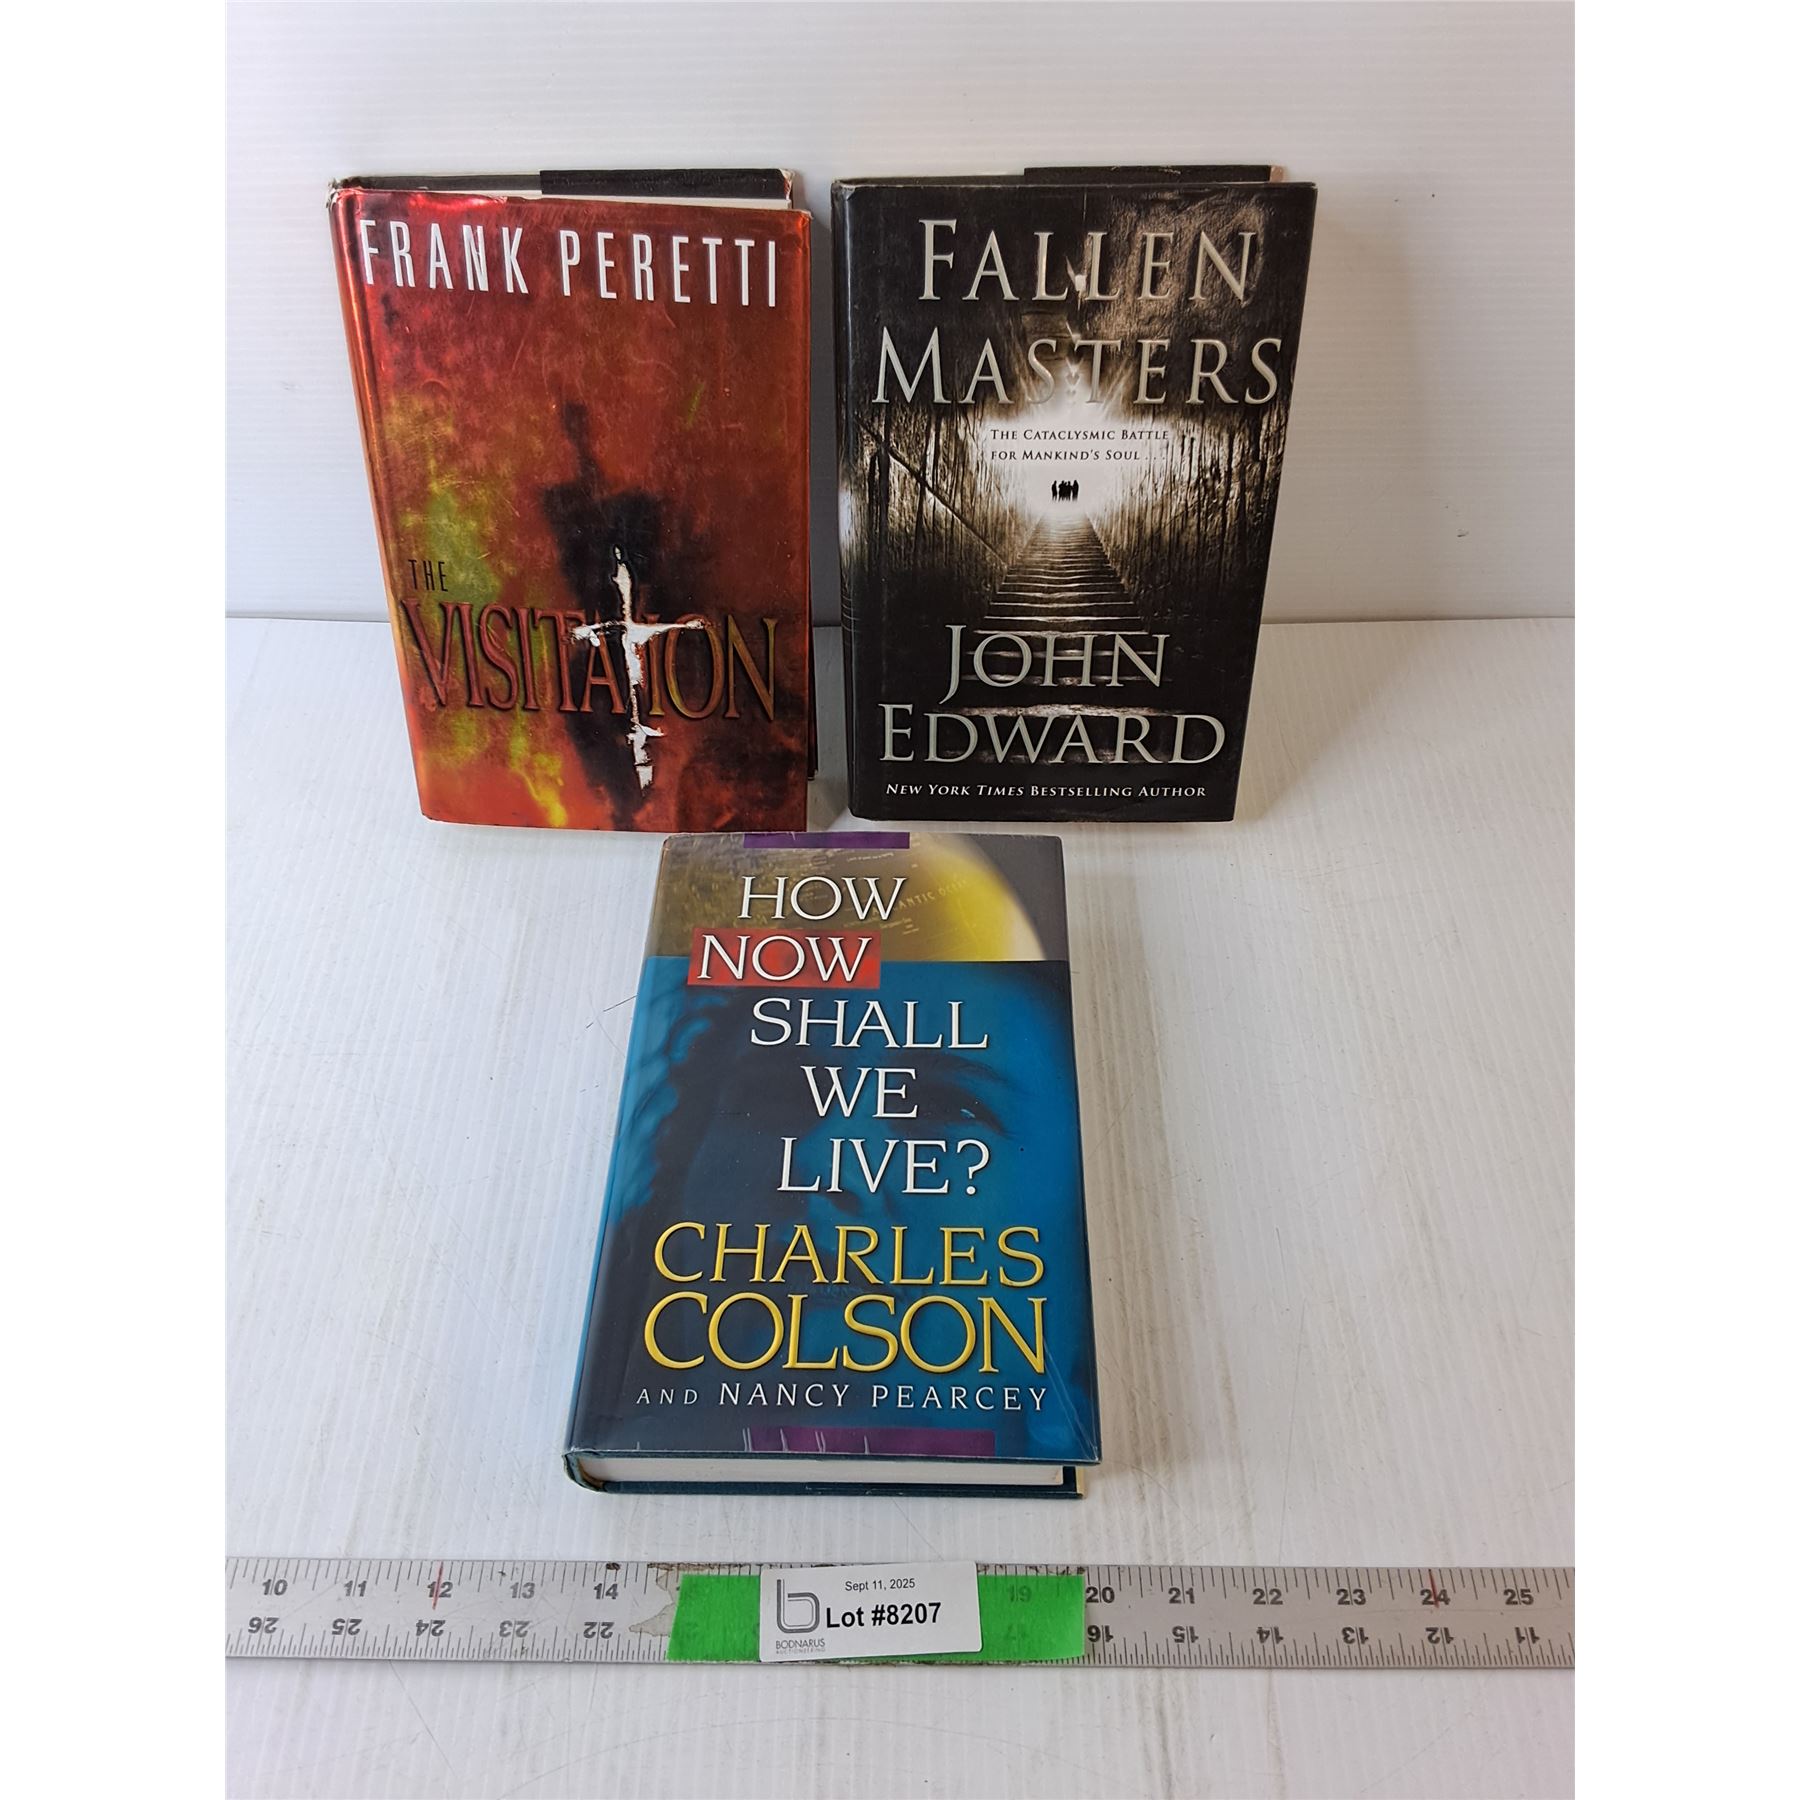 FRANK PERETTI
THE
VISITATION
FALLEN
MASTERS
THE CATACLYSMIC BATTLE
FOR MANKIND'S SOUL . . .
JOHN
EDWARD
NEW YORK TIMES BESTSELLING AUTHOR
ANTIC OCEA
HOW
NOW
SHALL
WE
LIVE?
CHARLES
COLSON
AND NANCY PEARCEY
10 11 12 13 14 19 20 21 22 23 24 25
26 25 24 23 22 17 16 15 14 13 12 11
Sept 11, 2025
Lot #8207
BODNARUS
AUCTIONEERING